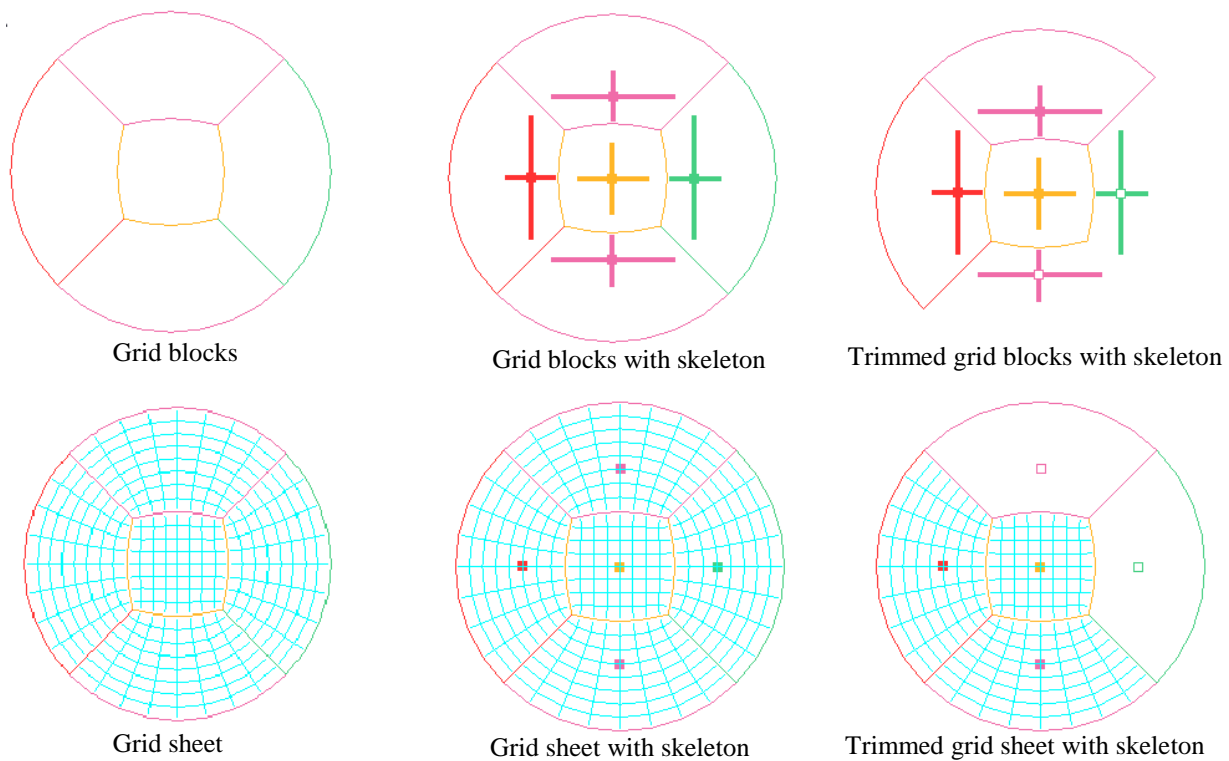 Grid blocks
Grid blocks with skeleton
Trimmed grid blocks with skeleton
Grid sheet
Grid sheet with skeleton
Trimmed grid sheet with skeleton